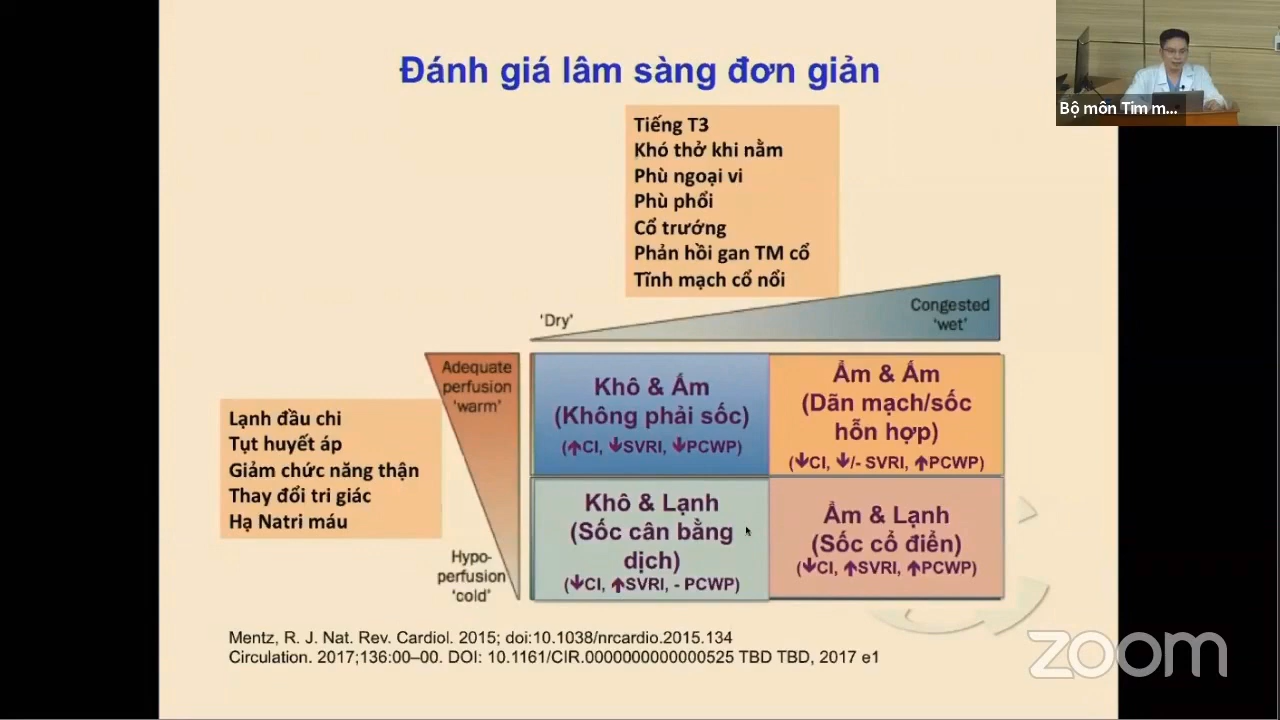 Đánh giá lâm sàng đơn giản
Bộ môn Tim m...
Tiếng T3
Khó thở khi nằm
Phù ngoại vi
Phù phổi
Cổ trướng
Phản hồi gan TM cổ
Tĩnh mạch cổ nổi
'Dry'
Congested
'wet'
Adequate
perfusion
'warm'
Khô & Ấm
(Không phải sốc)
(↑CI, ↓SVRI, ↓PCWP)
Ẩm & Ấm
(Dãn mạch/sốc
hỗn hợp)
(↓CI, ↓/- SVRI, ↑PCWP)
Lạnh đầu chi
Tụt huyết áp
Giảm chức năng thận
Thay đổi tri giác
Hạ Natri máu
Hypo-
perfusion
'cold'
Khô & Lạnh
(Sốc cân bằng
dịch)
(↓CI, ↑SVRI, - PCWP)
Ẩm & Lạnh
(Sốc cổ điển)
(↓CI, ↑SVRI, ↑PCWP)
Mentz, R. J. Nat. Rev. Cardiol. 2015; doi:10.1038/nrcardio.2015.134
Circulation. 2017;136:00–00. DOI: 10.1161/CIR.0000000000000525 TBD TBD, 2017 e1
zoom